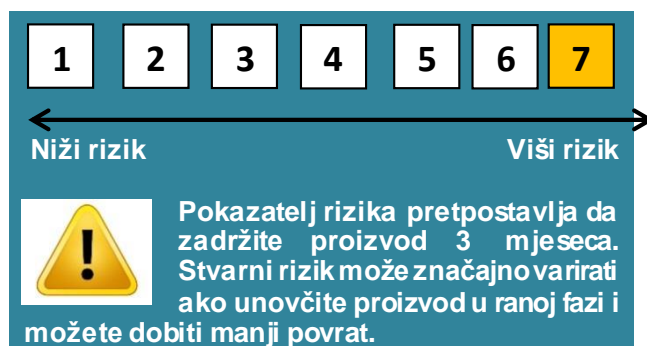 1 2 3 4 5 6 7
Niži rizik Viši rizik
Pokazatelj rizika pretpostavlja da
zadržite proizvod 3 mjeseca.
Stvarni rizik može značajno varirati
ako unovčite proizvod u ranoj fazi i
možete dobiti manji povrat.